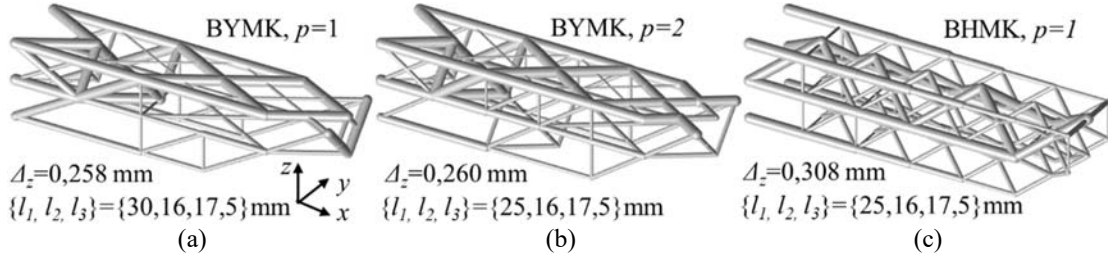 BYMK, p=1
Δz=0,258 mm
{l1, l2, l3}={30,16,17,5}mm
z
y
x
(a)
BYMK, p=2
Δz=0,260 mm
{l1, l2, l3}={25,16,17,5}mm
(b)
BHMK, p=1
Δz=0,308 mm
{l1, l2, l3}={25,16,17,5}mm
(c)